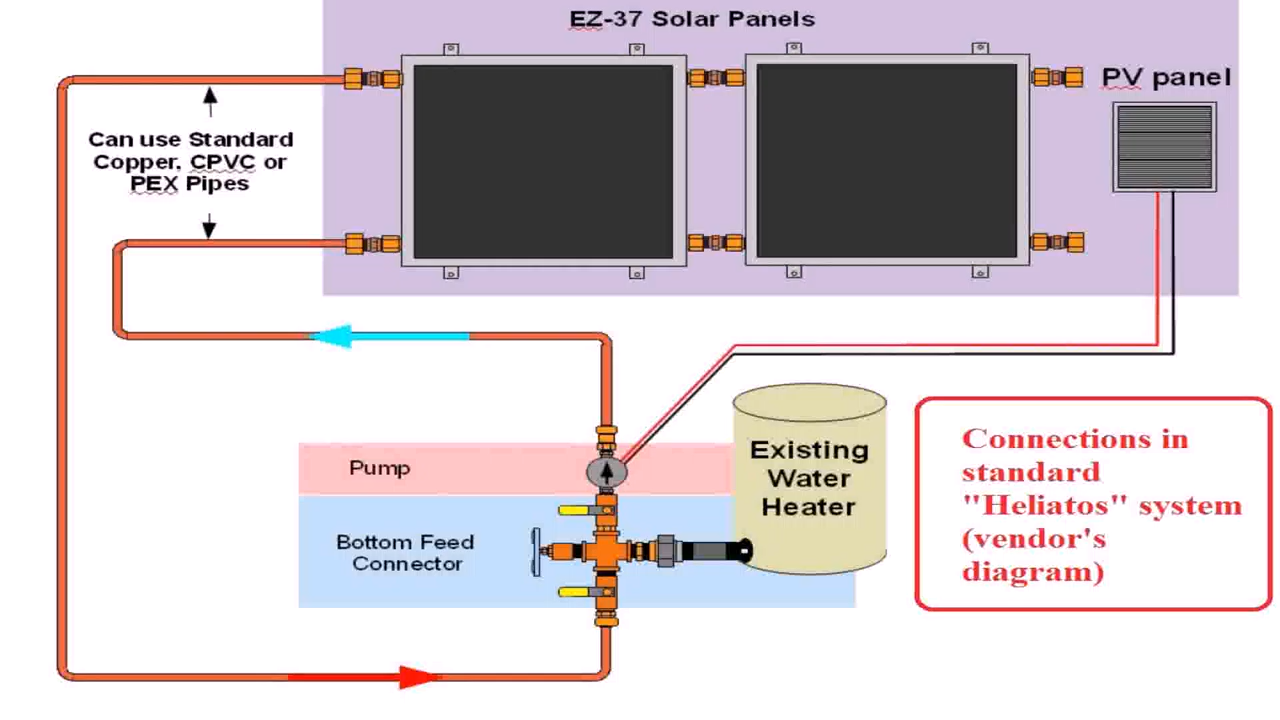 EZ-37 Solar Panels
PV panel
Can use Standard
Copper, CPVC or
PEX Pipes
Pump
Bottom Feed
Connector
Existing
Water
Heater
Connections in
standard
"Heliatos" system
(vendor's
diagram)